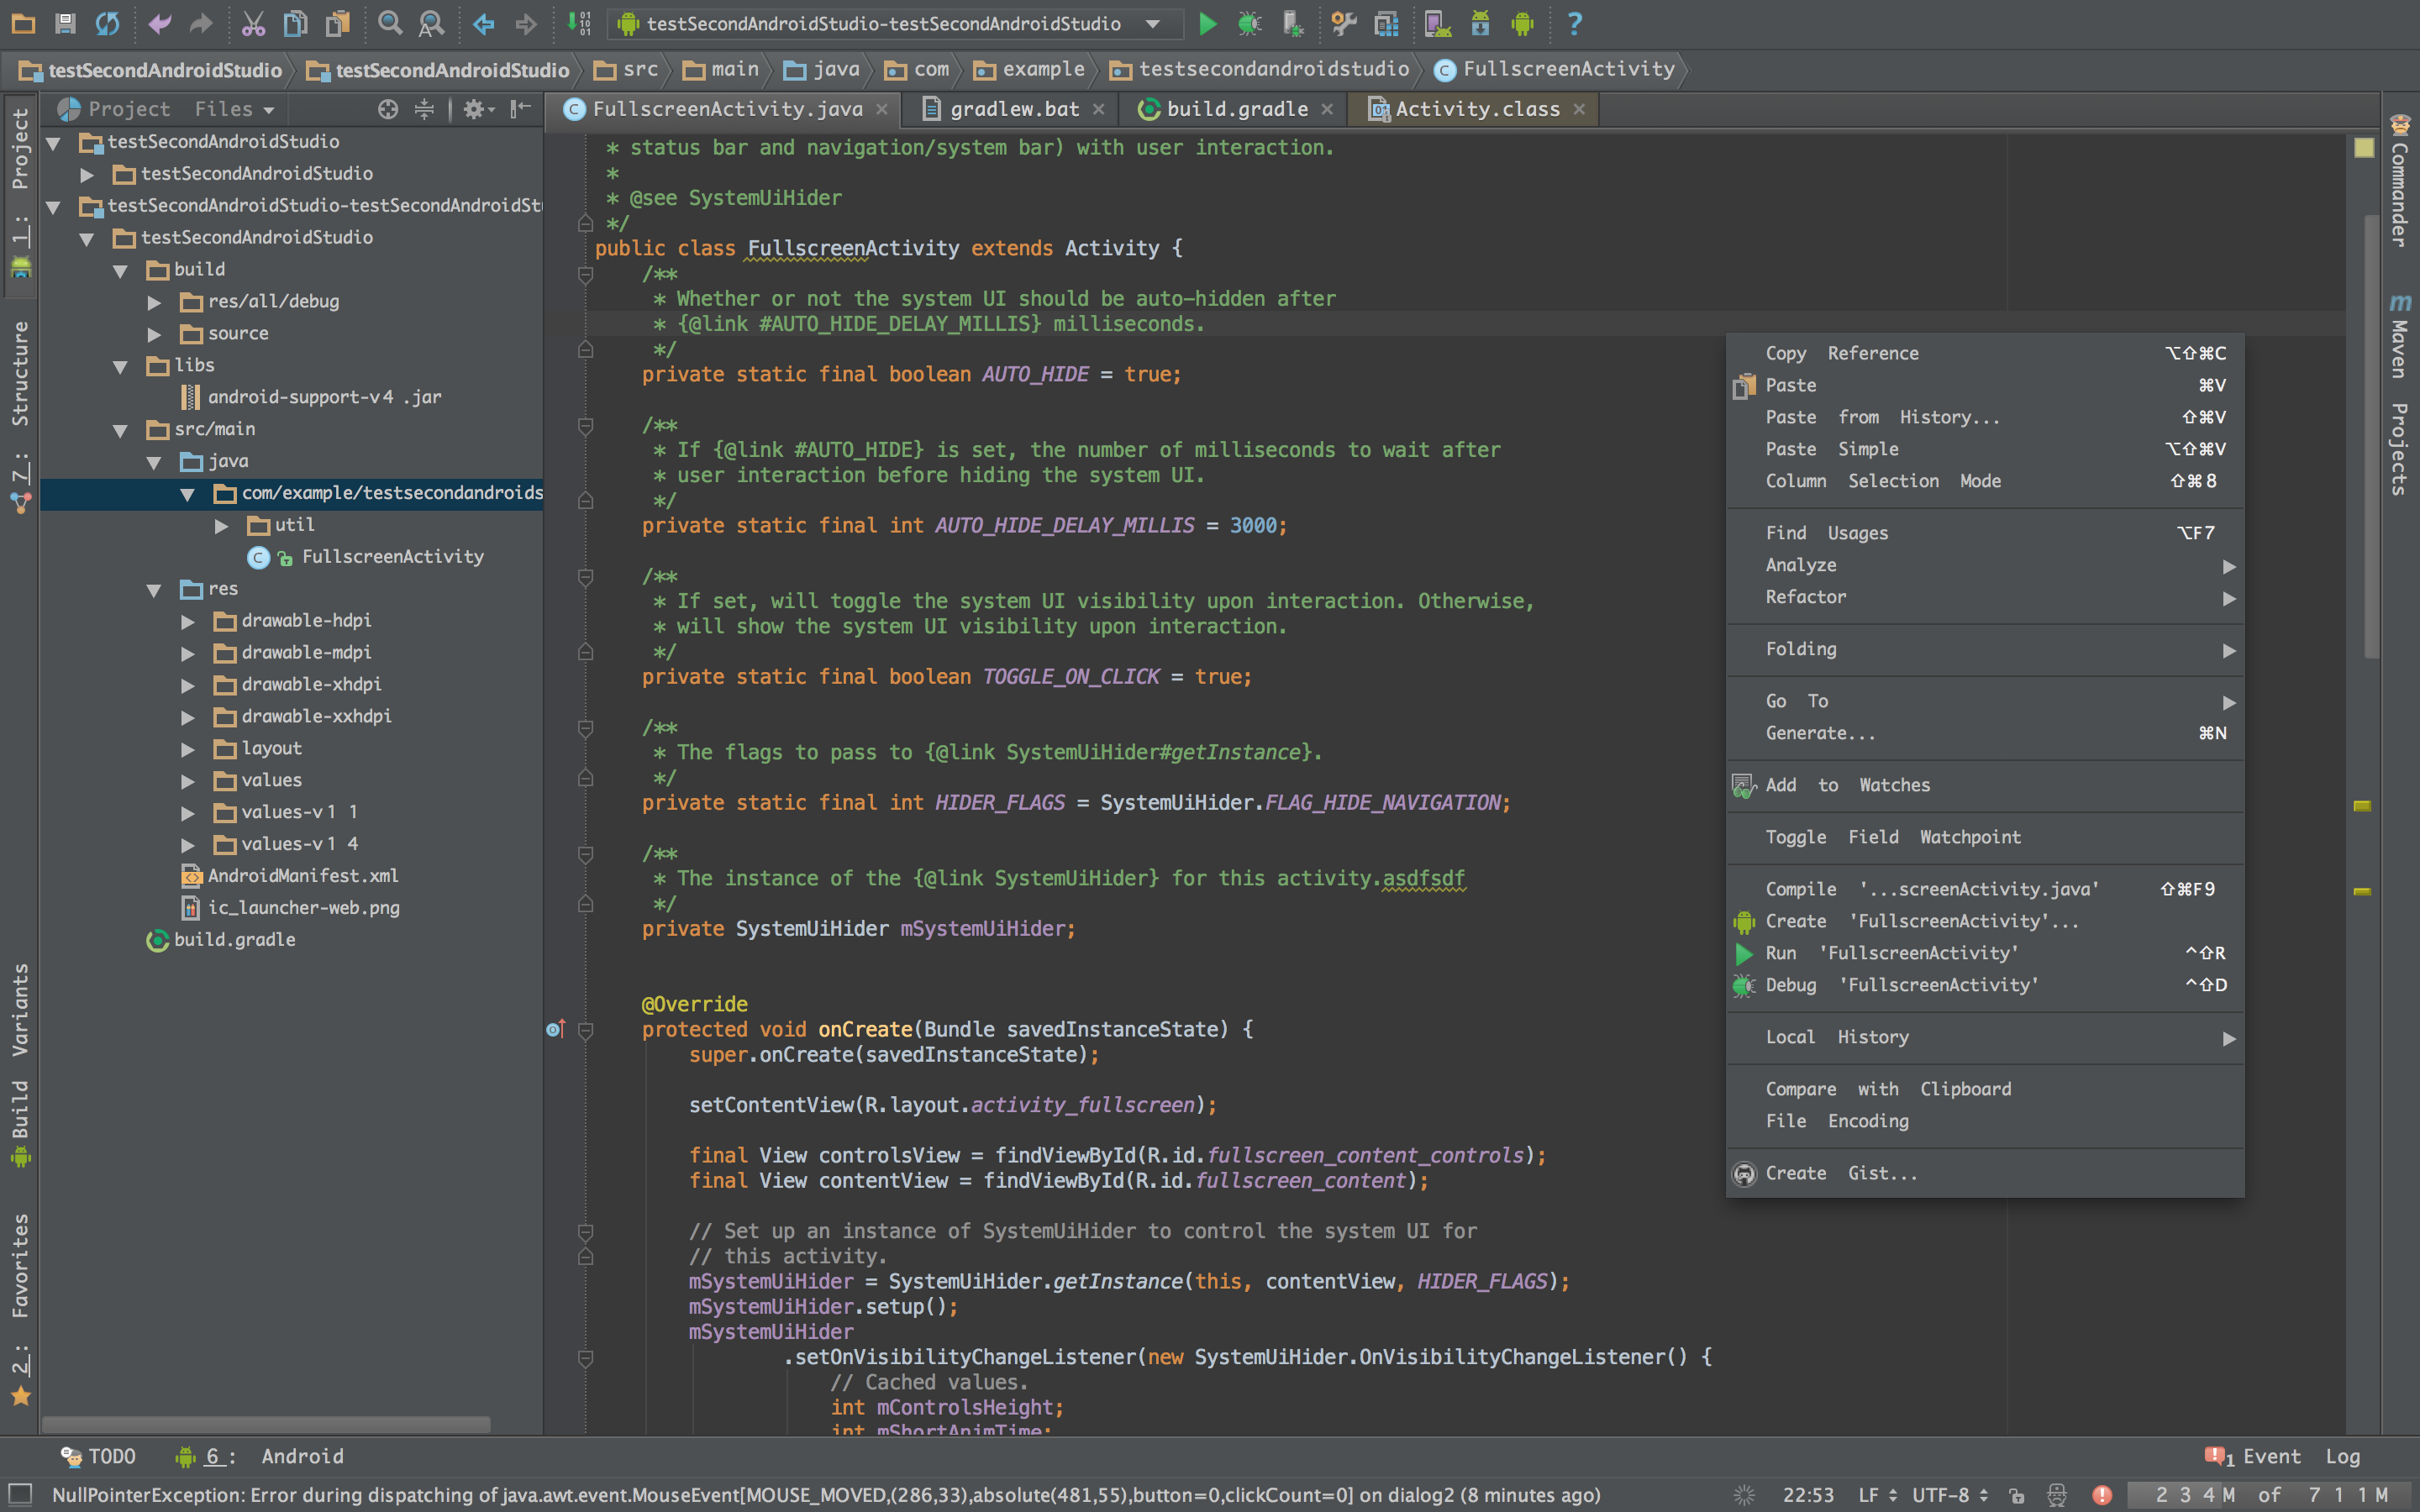 testSecondAndroidStudio-testSecondAndroidStudio
testSecondAndroidStudio testSecondAndroidStudio src main java com example testsecondandroidstudio FullscreenActivity
Project Files
FullscreenActivity.java gradlew.bat build.gradle Activity.class
1: Project
7: Structure
Build Variants
2: Favorites
testSecondAndroidStudio
testSecondAndroidStudio
testSecondAndroidStudio-testSecondAndroidSt
testSecondAndroidStudio
build
res/all/debug
source
libs
android-support-v4 .jar
src/main
java
com/example/testsecondandroids
util
FullscreenActivity
res
drawable-hdpi
drawable-mdpi
drawable-xhdpi
drawable-xxhdpi
layout
values
values-v1 1
values-v1 4
AndroidManifest.xml
ic_launcher-web.png
build.gradle
* status bar and navigation/system bar) with user interaction.
*
* @see SystemUiHider
*/
public class FullscreenActivity extends Activity {
/**
* Whether or not the system UI should be auto-hidden after
* {@link #AUTO_HIDE_DELAY_MILLIS} milliseconds.
*/
private static final boolean AUTO_HIDE = true;
/**
* If {@link #AUTO_HIDE} is set, the number of milliseconds to wait after
* user interaction before hiding the system UI.
*/
private static final int AUTO_HIDE_DELAY_MILLIS = 3000;
/**
* If set, will toggle the system UI visibility upon interaction. Otherwise,
* will show the system UI visibility upon interaction.
*/
private static final boolean TOGGLE_ON_CLICK = true;
/**
* The flags to pass to {@link SystemUiHider#getInstance}.
*/
private static final int HIDER_FLAGS = SystemUiHider.FLAG_HIDE_NAVIGATION;
/**
* The instance of the {@link SystemUiHider} for this activity.asdfsdf
*/
private SystemUiHider mSystemUiHider;
@Override
protected void onCreate(Bundle savedInstanceState) {
super.onCreate(savedInstanceState);
setContentView(R.layout.activity_fullscreen);
final View controlsView = findViewById(R.id.fullscreen_content_controls);
final View contentView = findViewById(R.id.fullscreen_content);
// Set up an instance of SystemUiHider to control the system UI for
// this activity.
mSystemUiHider = SystemUiHider.getInstance(this, contentView, HIDER_FLAGS);
mSystemUiHider.setup();
mSystemUiHider
.setOnVisibilityChangeListener(new SystemUiHider.OnVisibilityChangeListener() {
// Cached values.
int mControlsHeight;
int mShortAnimTime;
Copy Reference ⌥⇧⌘C
Paste ⌘V
Paste from History... ⇧⌘V
Paste Simple ⌥⇧⌘V
Column Selection Mode ⇧⌘8
Find Usages ⌥F7
Analyze
Refactor
Folding
Go To
Generate... ⌘N
Add to Watches
Toggle Field Watchpoint
Compile '...screenActivity.java' ⇧⌘F9
Create 'FullscreenActivity'...
Run 'FullscreenActivity' ^⇧R
Debug 'FullscreenActivity' ^⇧D
Local History
Compare with Clipboard
File Encoding
Create Gist...
Commander
Maven Projects
TODO 6: Android 1 Event Log
NullPointerException: Error during dispatching of java.awt.event.MouseEvent[MOUSE_MOVED,(286,33),absolute(481,55),button=0,clickCount=0] on dialog2 (8 minutes ago) 22:53 LF UTF-8 234M of 711M